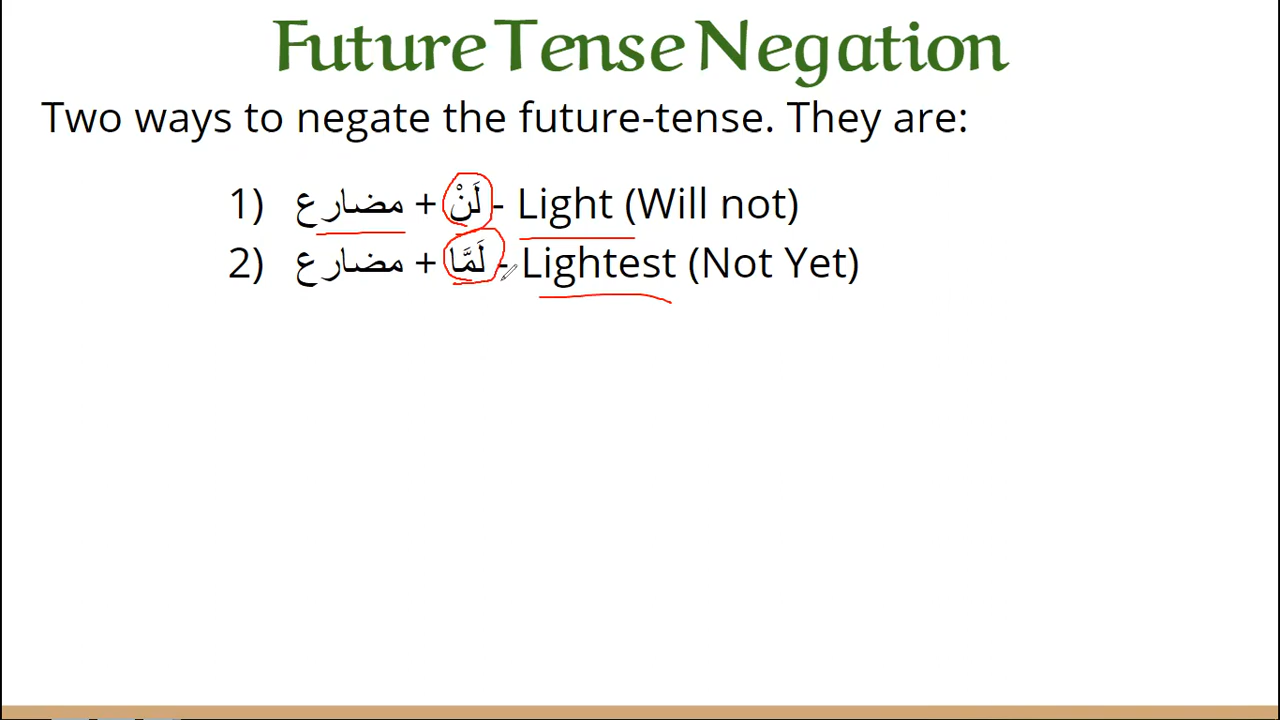 Future Tense Negation
Two ways to negate the future-tense. They are:
1) مضارع + لَنْ - Light (Will not)
2) مضارع + لَمَّا - Lightest (Not Yet)